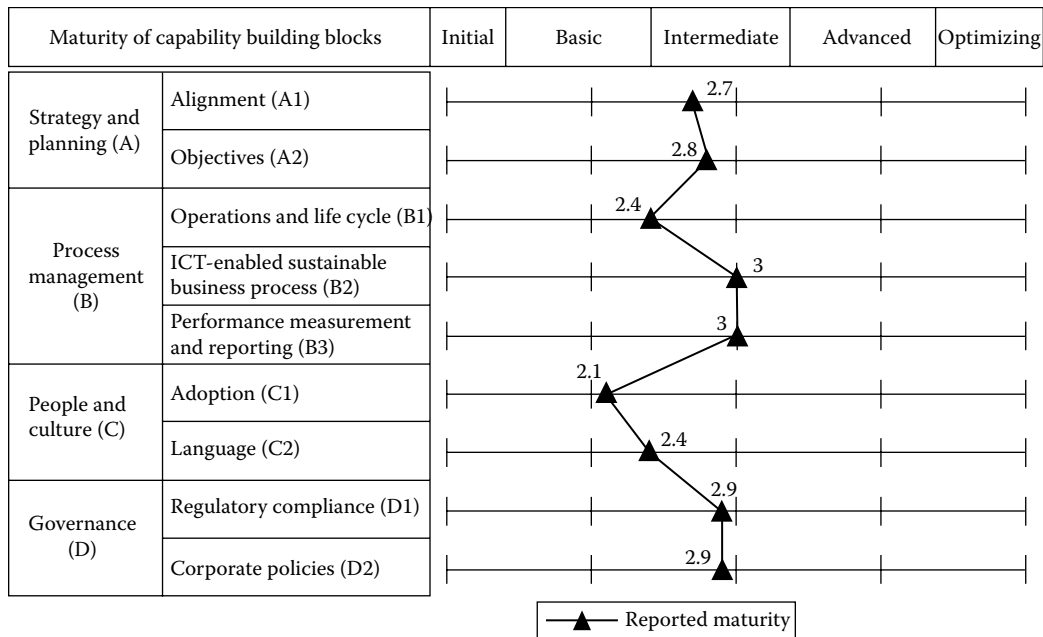 Maturity of capability building blocks
Initial
Basic
Intermediate
Advanced
Optimizing
Strategy and
planning (A)
Alignment (A1)
2.7
Objectives (A2)
2.8
Process
management
(B)
Operations and life cycle (B1)
2.4
ICT-enabled sustainable
business process (B2)
3
Performance measurement
and reporting (B3)
3
People and
culture (C)
Adoption (C1)
2.1
Language (C2)
2.4
Governance
(D)
Regulatory compliance (D1)
2.9
Corporate policies (D2)
2.9
Reported maturity